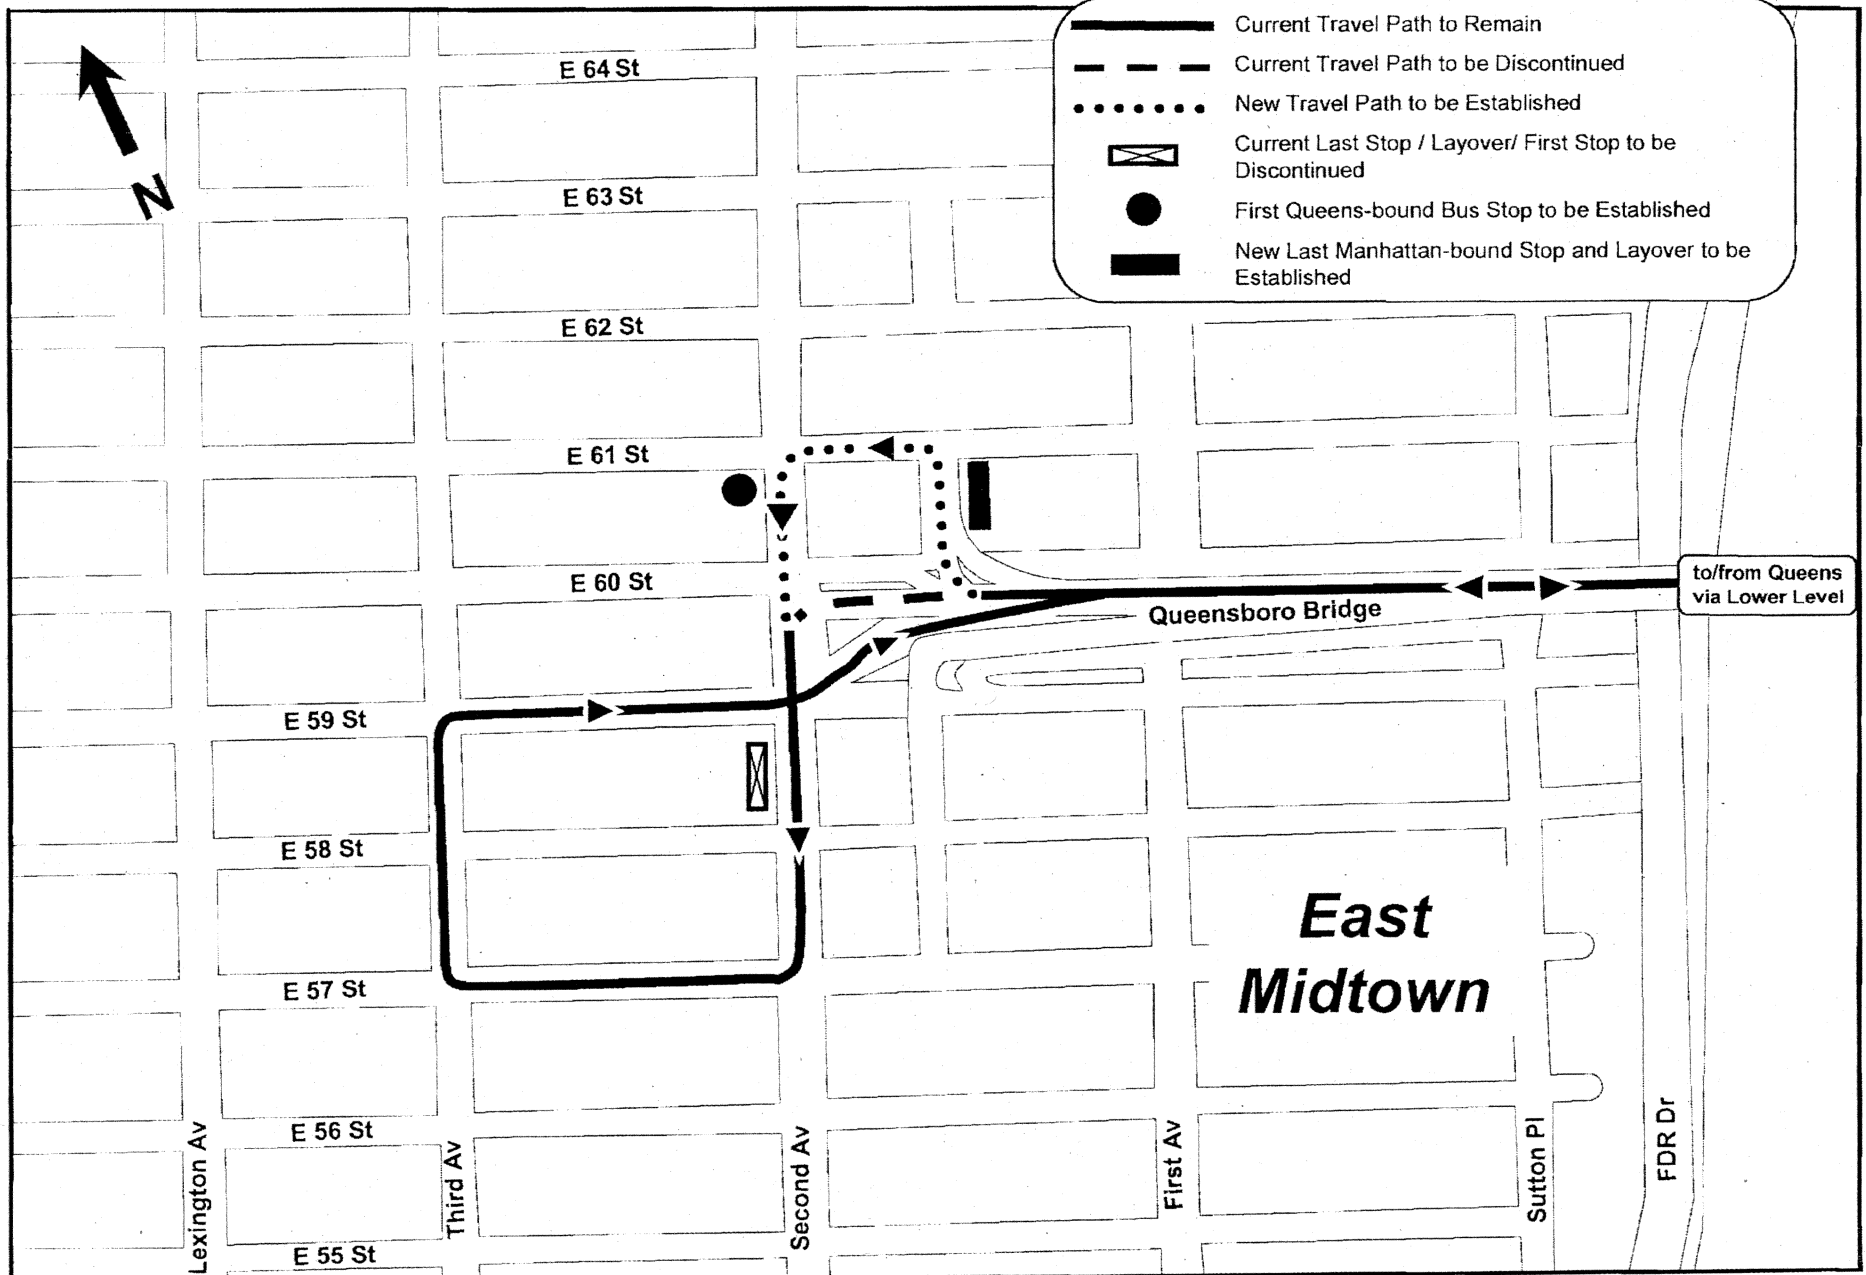 Current Travel Path to Remain
Current Travel Path to be Discontinued
New Travel Path to be Established
Current Last Stop / Layover/ First Stop to be
Discontinued
First Queens-bound Bus Stop to be Established
New Last Manhattan-bound Stop and Layover to be
Established
N
E 64 St
E 63 St
E 62 St
E 61 St
E 60 St
to/from Queens
via Lower Level
Queensboro Bridge
E 59 St
E 58 St
East
Midtown
E 57 St
E 56 St
E 55 St
Lexington Av
Third Av
Second Av
First Av
Sutton Pl
FDR Dr